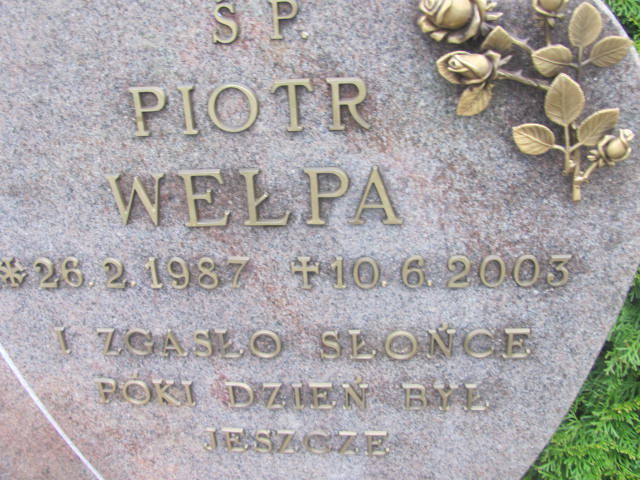 Ś P.
PIOTR
WEŁPA
*26.2.1987 ✝10.6.2003
I ZGASŁO SŁOŃCE
PÓKI DZIEŃ BYŁ
JESZCZE